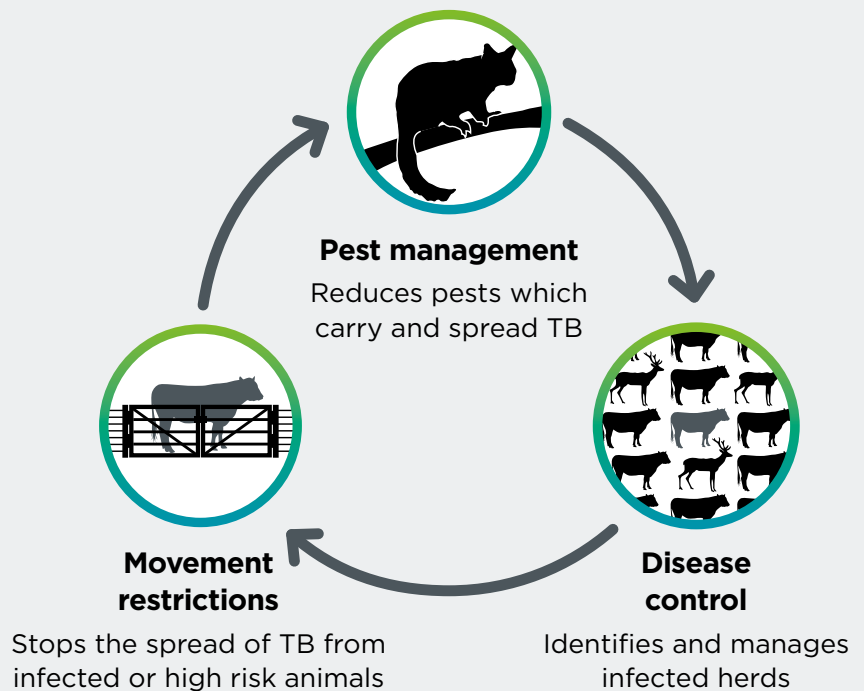 Pest management
Reduces pests which
carry and spread TB
Disease
control
Identifies and manages
infected herds
Movement
restrictions
Stops the spread of TB from
infected or high risk animals